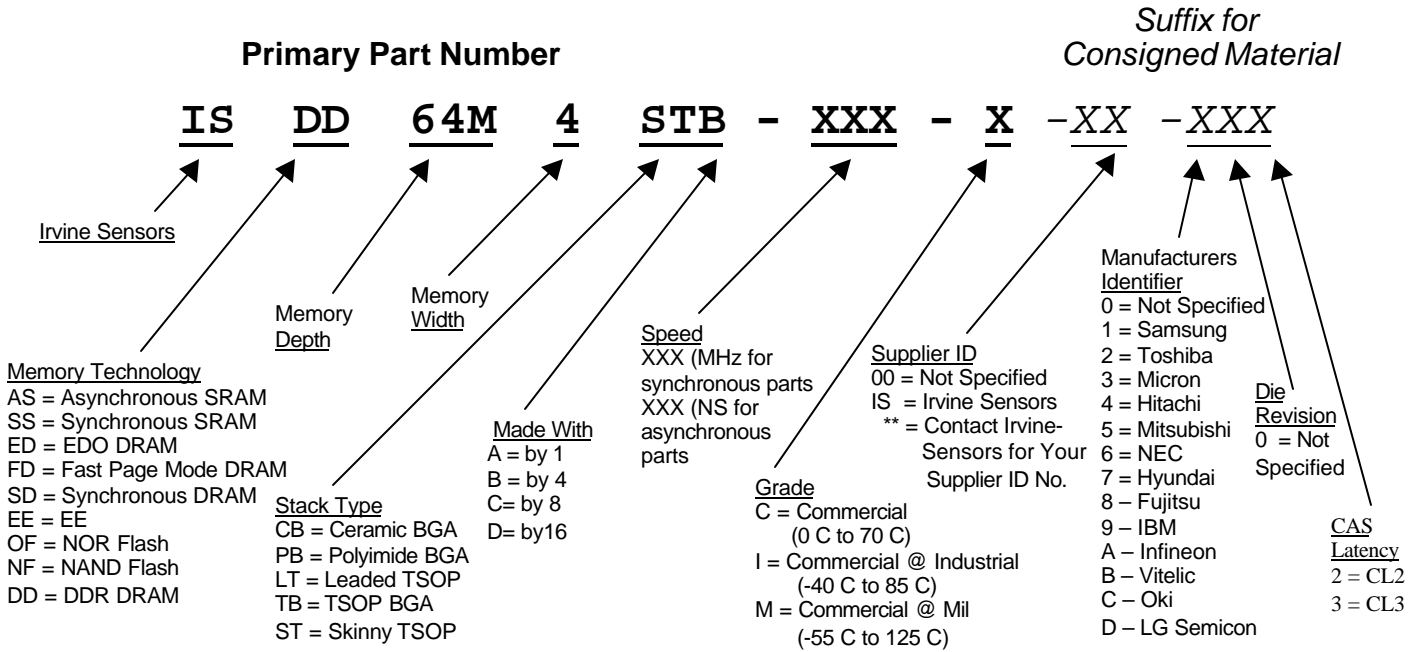 Suffix for
Consigned Material
Primary Part Number
IS DD 64M 4 STB - XXX - X -XX -XXX
Irvine Sensors
Memory Technology
AS = Asynchronous SRAM
SS = Synchronous SRAM
ED = EDO DRAM
FD = Fast Page Mode DRAM
SD = Synchronous DRAM
EE = EE
OF = NOR Flash
NF = NAND Flash
DD = DDR DRAM
Memory
Depth
Memory
Width
Stack Type
CB = Ceramic BGA
PB = Polyimide BGA
LT = Leaded TSOP
TB = TSOP BGA
ST = Skinny TSOP
Made With
A = by 1
B = by 4
C= by 8
D= by16
Speed
XXX (MHz for
synchronous parts
XXX (NS for
asynchronous
parts
Grade
C = Commercial
(0 C to 70 C)
I = Commercial @ Industrial
(-40 C to 85 C)
M = Commercial @ Mil
(-55 C to 125 C)
Supplier ID
00 = Not Specified
IS = Irvine Sensors
** = Contact Irvine-
Sensors for Your
Supplier ID No.
Manufacturers
Identifier
0 = Not Specified
1 = Samsung
2 = Toshiba
3 = Micron
4 = Hitachi
5 = Mitsubishi
6 = NEC
7 = Hyundai
8 – Fujitsu
9 – IBM
A – Infineon
B – Vitelic
C – Oki
D – LG Semicon
Die
Revision
0 = Not
Specified
CAS
Latency
2 = CL2
3 = CL3